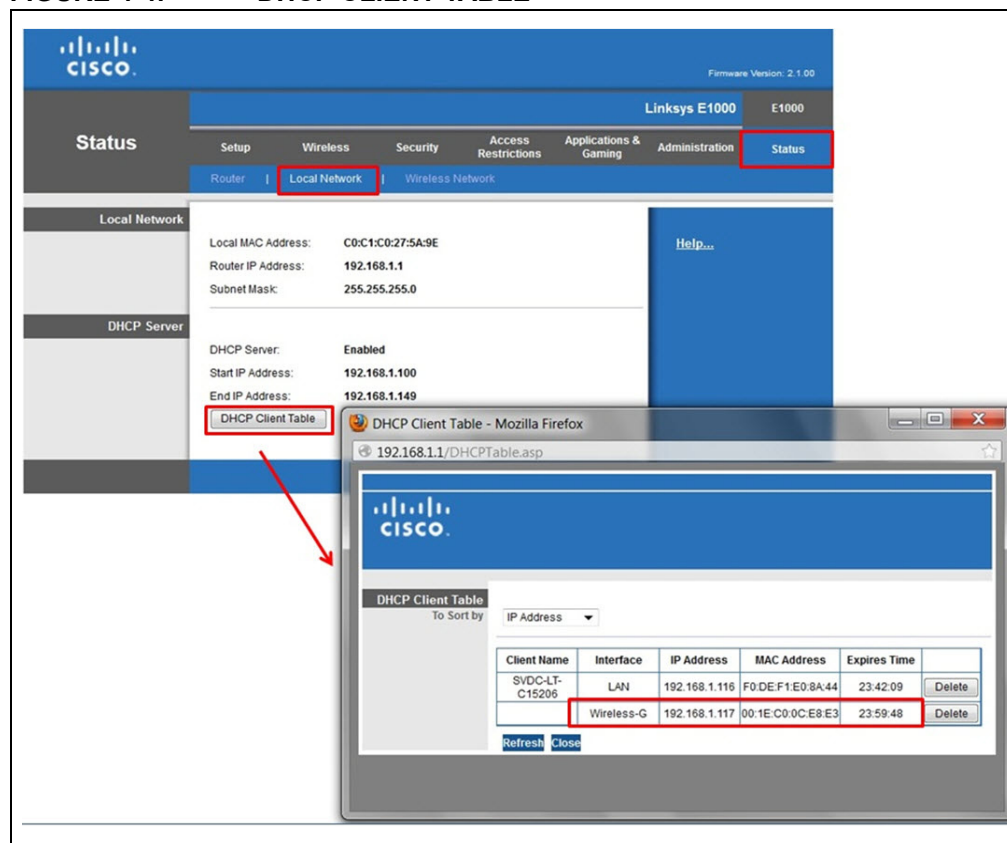 CISCO.
Firmware Version: 2.1.00
Linksys E1000 E1000
Status
Setup Wireless Security Access Restrictions Applications & Gaming Administration Status
Router | Local Network | Wireless Network
Local Network
Local MAC Address: C0:C1:C0:27:5A:9E
Router IP Address: 192.168.1.1
Subnet Mask: 255.255.255.0
Help...
DHCP Server
DHCP Server: Enabled
Start IP Address: 192.168.1.100
End IP Address: 192.168.1.149
DHCP Client Table
DHCP Client Table - Mozilla Firefox
192.168.1.1/DHCPTable.asp
CISCO.
DHCP Client Table
To Sort by IP Address
Client Name Interface IP Address MAC Address Expires Time
SVDC-LT-C15206 LAN 192.168.1.116 F0:DE:F1:E0:8A:44 23:42:09 Delete
Wireless-G 192.168.1.117 00:1E:C0:0C:E8:E3 23:59:48 Delete
Refresh Close